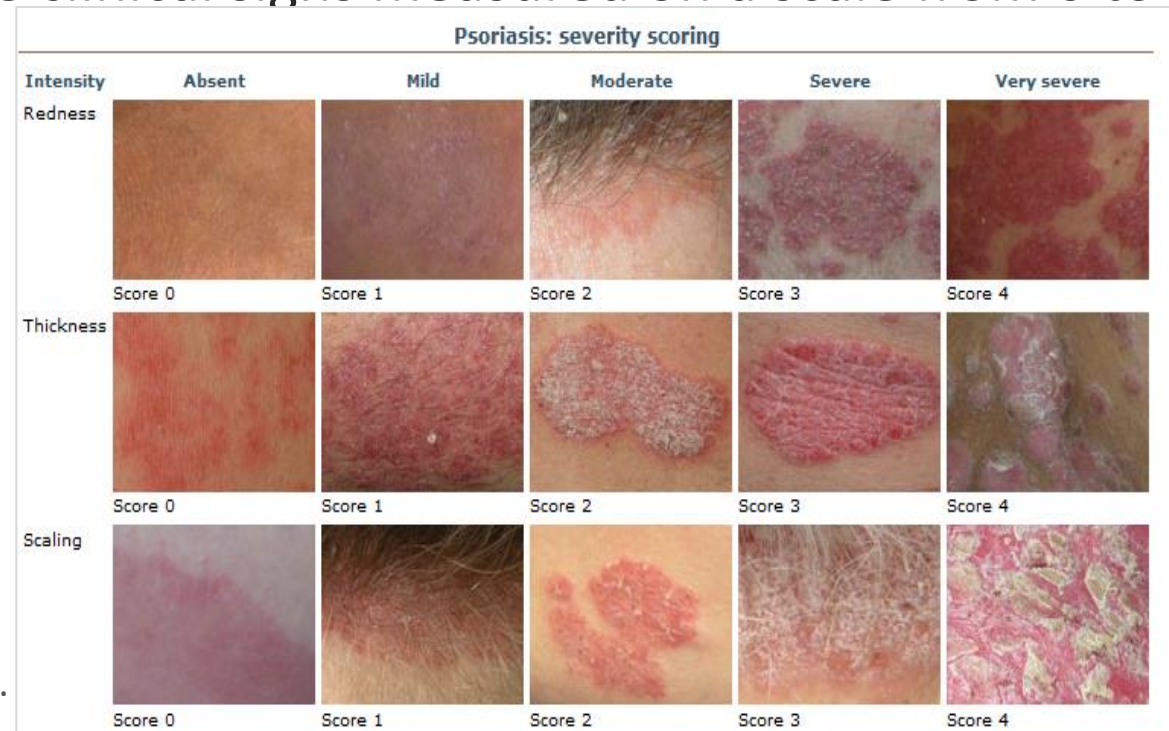 Psoriasis: severity scoring
Intensity Absent Mild Moderate Severe Very severe
Redness
Score 0 Score 1 Score 2 Score 3 Score 4
Thickness
Score 0 Score 1 Score 2 Score 3 Score 4
Scaling
.
Score 0 Score 1 Score 2 Score 3 Score 4